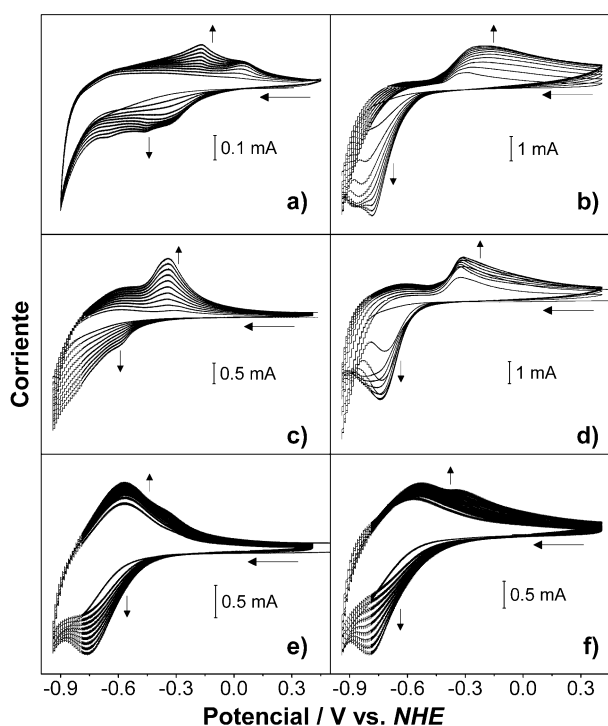 0.1 mA
a)
1 mA
b)
Corriente
0.5 mA
c)
1 mA
d)
0.5 mA
e)
0.5 mA
f)
-0.9 -0.6 -0.3 0.0 0.3 -0.9 -0.6 -0.3 0.0 0.3
Potencial / V vs. NHE